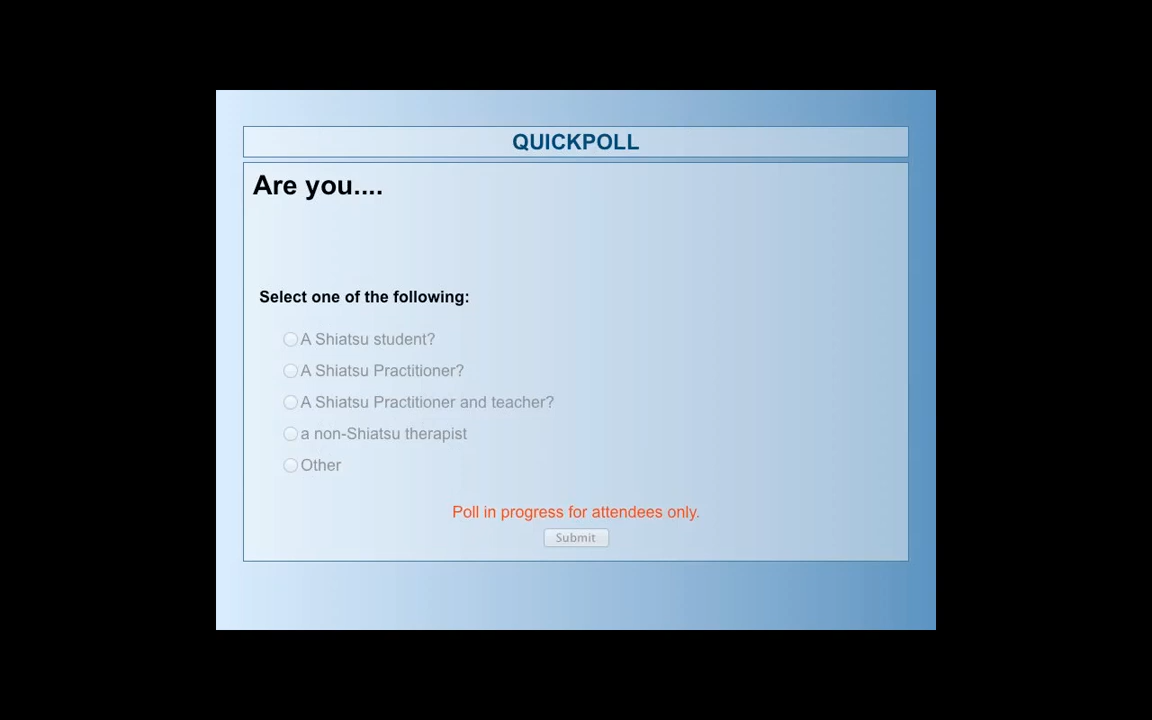 QUICKPOLL
Are you....
Select one of the following:
A Shiatsu student?
A Shiatsu Practitioner?
A Shiatsu Practitioner and teacher?
a non-Shiatsu therapist
Other
Poll in progress for attendees only.
Submit